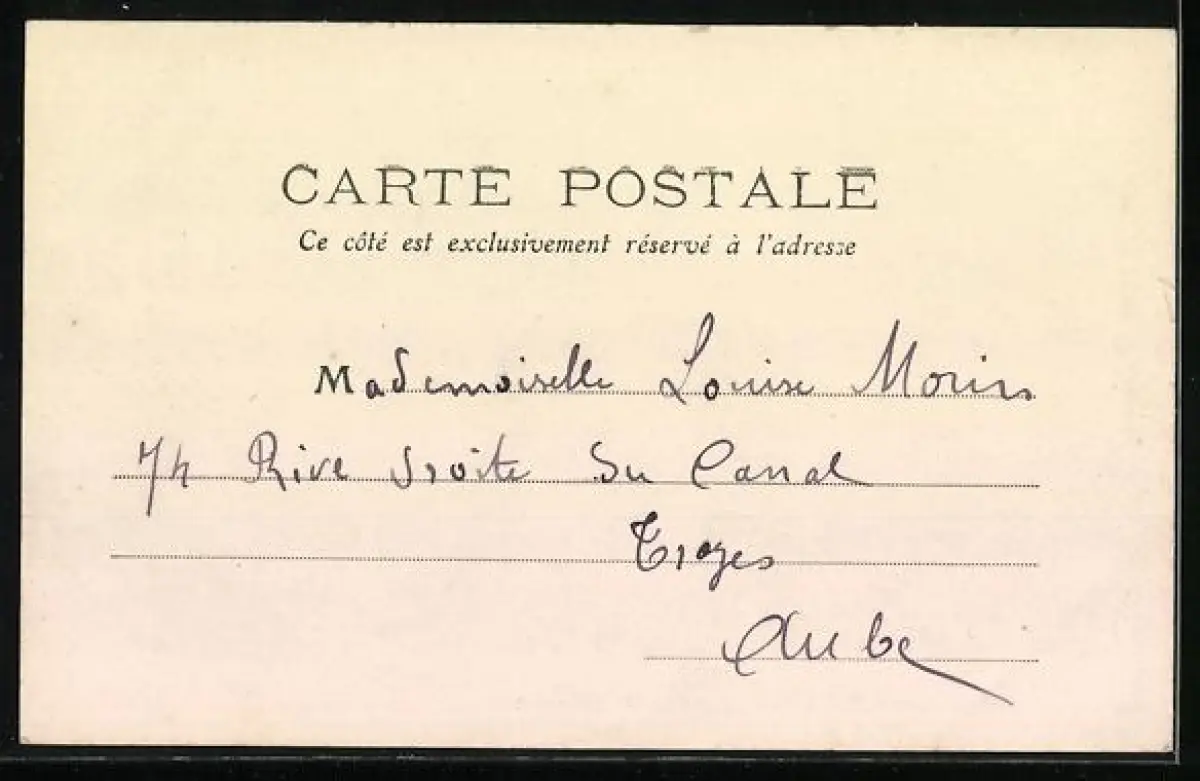 CARTE POSTALE
Ce côté est exclusivement réservé à l'adresse
Mademoiselle Louise Morin
74 Rive droite du Canal
Troyes
Aube